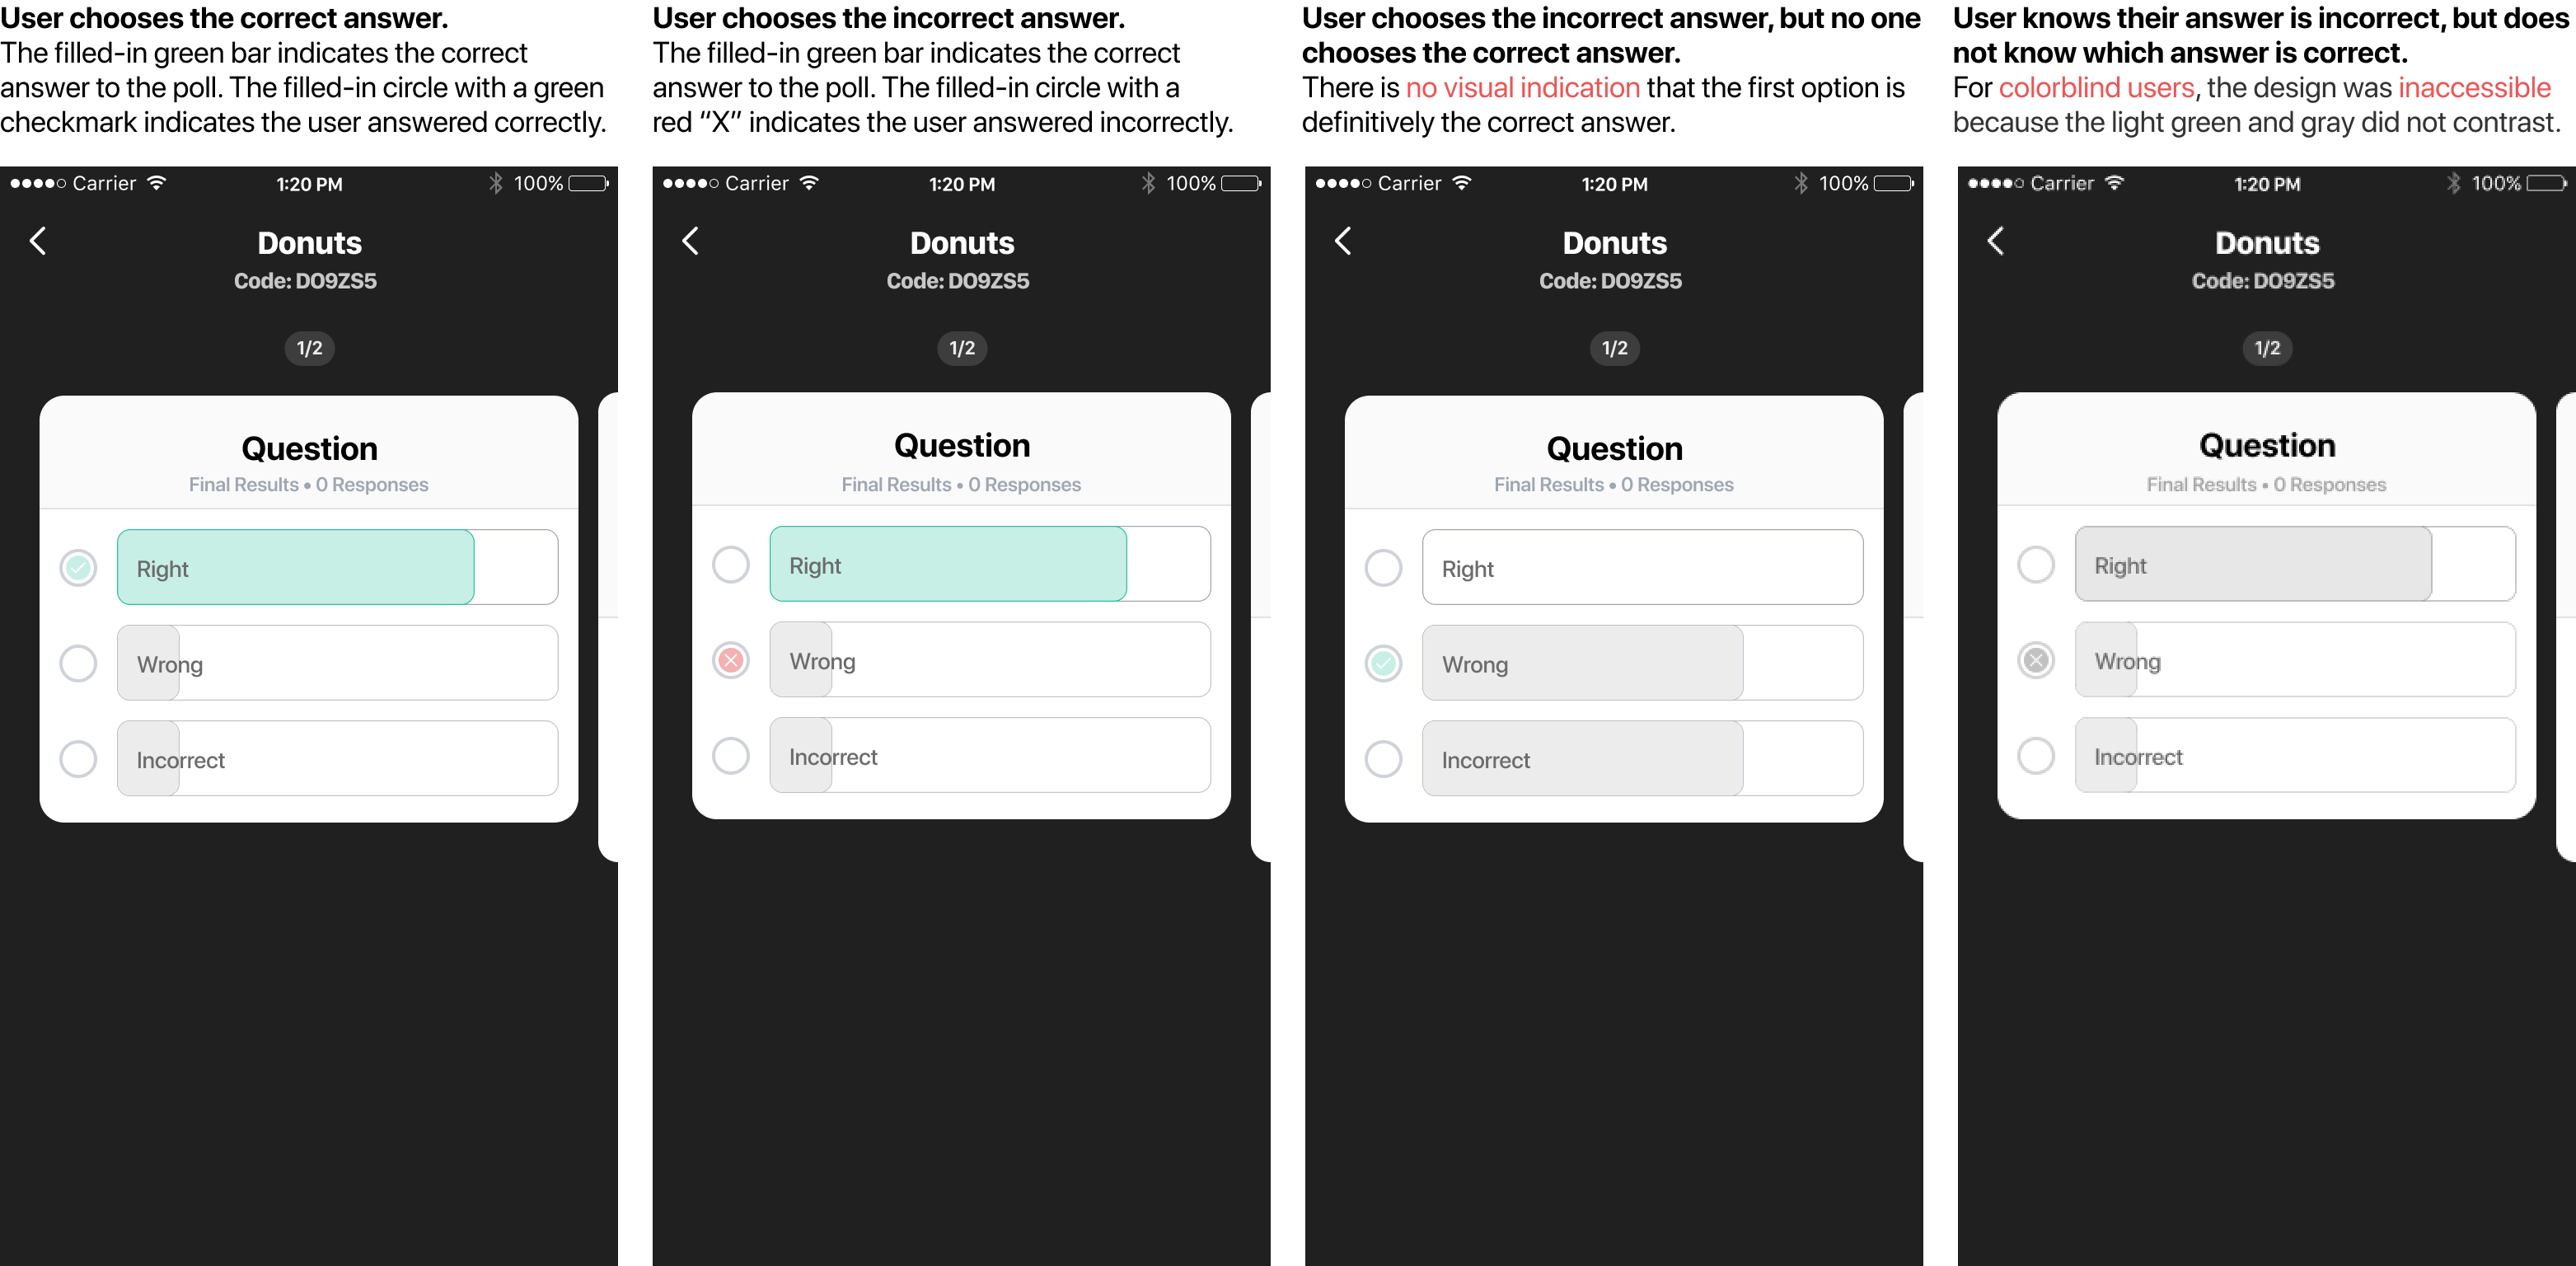 User chooses the correct answer.
The filled-in green bar indicates the correct
answer to the poll. The filled-in circle with a green
checkmark indicates the user answered correctly.
User chooses the incorrect answer.
The filled-in green bar indicates the correct
answer to the poll. The filled-in circle with a
red “X” indicates the user answered incorrectly.
User chooses the incorrect answer, but no one
chooses the correct answer.
There is no visual indication that the first option is
definitively the correct answer.
User knows their answer is incorrect, but does
not know which answer is correct.
For colorblind users, the design was inaccessible
because the light green and gray did not contrast.
Carrier 1:20 PM 100%
Donuts
Code: DO9ZS5
1/2
Question
Final Results • 0 Responses
Right
Wrong
Incorrect
Carrier 1:20 PM 100%
Donuts
Code: DO9ZS5
1/2
Question
Final Results • 0 Responses
Right
Wrong
Incorrect
Carrier 1:20 PM 100%
Donuts
Code: DO9ZS5
1/2
Question
Final Results • 0 Responses
Right
Wrong
Incorrect
Carrier 1:20 PM 100%
Donuts
Code: DO9ZS5
1/2
Question
Final Results • 0 Responses
Right
Wrong
Incorrect